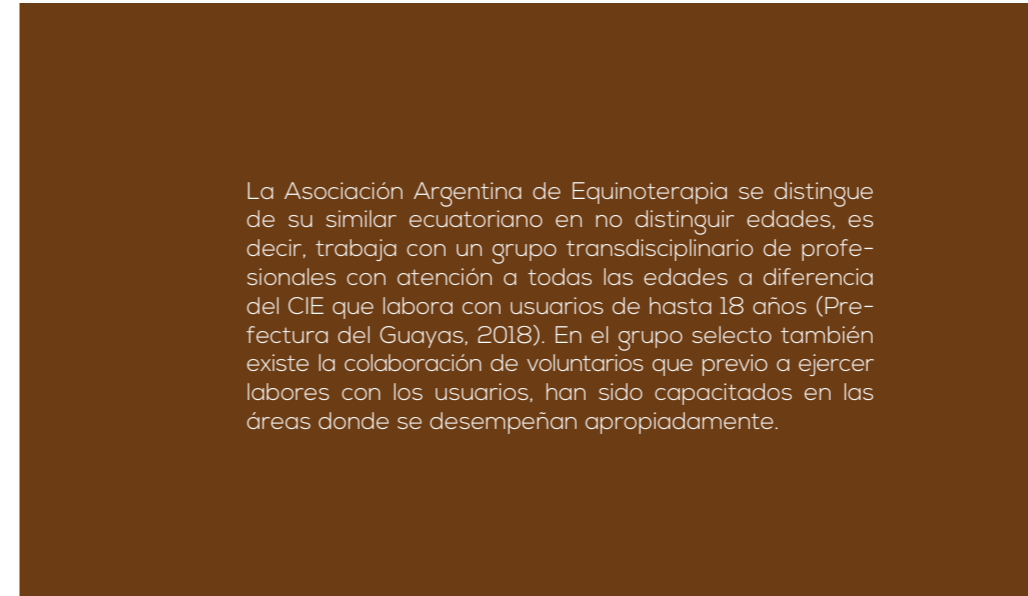 La Asociación Argentina de Equinoterapia se distingue
de su similar ecuatoriano en no distinguir edades, es
decir, trabaja con un grupo transdisciplinario de profe-
sionales con atención a todas las edades a diferencia
del CIE que labora con usuarios de hasta 18 años (Pre-
fectura del Guayas, 2018). En el grupo selecto también
existe la colaboración de voluntarios que previo a ejercer
labores con los usuarios, han sido capacitados en las
áreas donde se desempeñan apropiadamente.